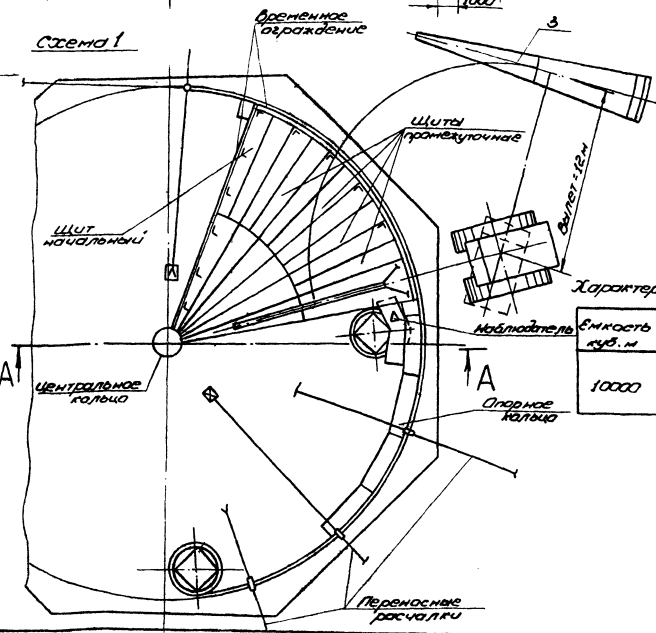 1000
Схема 1
Временное
ограждение
3
Щиты
промежуточные
Вылет=12м
Щит
начальный
Характер
Наблюдатель
Емкость
куб. м
10000
А
А
Центральное
кольцо
Опорное
кольцо
Переносные
расчалки